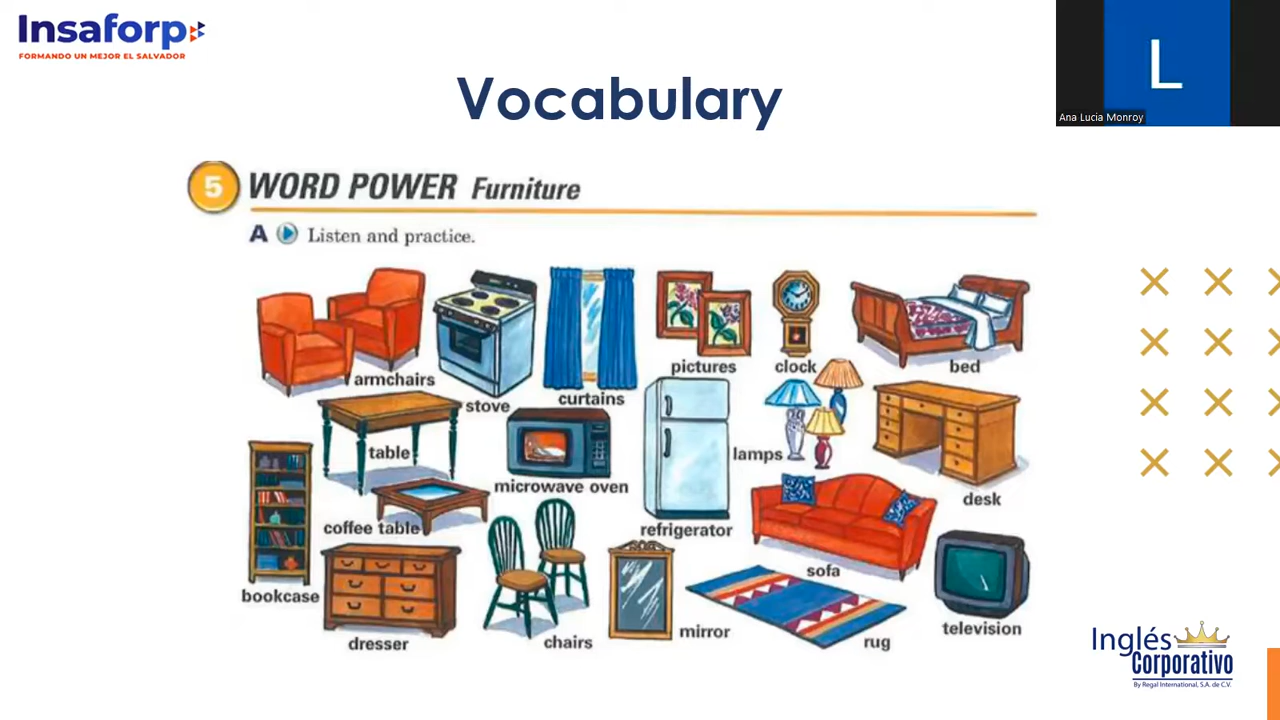 Insaforp
FORMANDO UN MEJOR EL SALVADOR
L
Ana Lucia Monroy
Vocabulary
5 WORD POWER Furniture
A Listen and practice.
armchairs
stove
curtains
pictures
clock
bed
table
microwave oven
lamps
desk
coffee table
refrigerator
bookcase
sofa
dresser
chairs
mirror
rug
television
Inglés
Corporativo
By Regal International, S.A. de C.V.